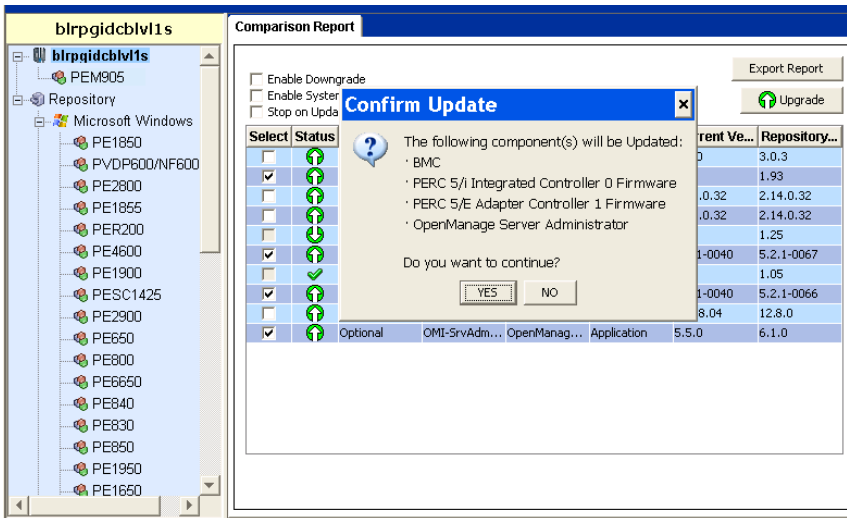 blrpgidcblvl1s
Comparison Report
blrpgidcblvl1s
PEM905
Repository
Microsoft Windows
PE1850
PVDP600/NF600
PE2800
PE1855
PER200
PE4600
PE1900
PESC1425
PE2900
PE650
PE800
PE6650
PE840
PE830
PE850
PE1950
PE1650
Enable Downgrade
Enable Syster
Stop on Upda
Export Report
Upgrade
Select Status rrent Ve... Repository...
3.0.3
1.93
.0.32 2.14.0.32
.0.32 2.14.0.32
1.25
1-0040 5.2.1-0067
1.05
1-0040 5.2.1-0066
8.04 12.8.0
Optional OMI-SrvAdm... OpenManag... Application 5.5.0 6.1.0
Confirm Update
The following component(s) will be Updated:
· BMC
· PERC 5/i Integrated Controller 0 Firmware
· PERC 5/E Adapter Controller 1 Firmware
· OpenManage Server Administrator
Do you want to continue?
YES NO